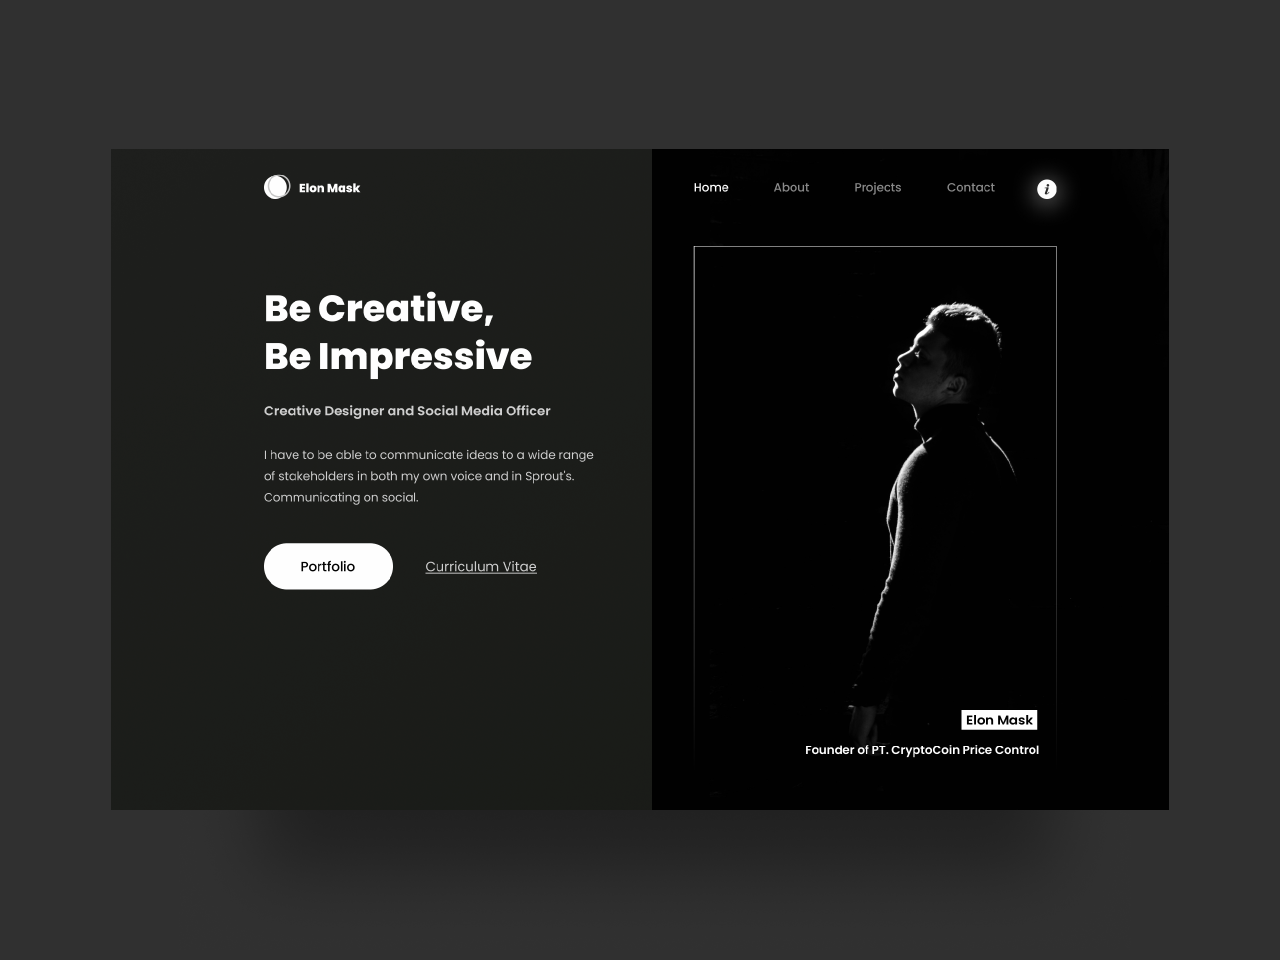 Elon Mask
Home About Projects Contact i
Be Creative,
Be Impressive
Creative Designer and Social Media Officer
I have to be able to communicate ideas to a wide range
of stakeholders in both my own voice and in Sprout's.
Communicating on social.
Portfolio Curriculum Vitae
Elon Mask
Founder of PT. CryptoCoin Price Control